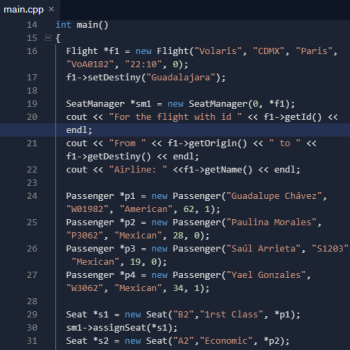 main.cpp ×
14 int main()
15 {
16 Flight *f1 = new Flight("Volaris", "CDMX", "Paris",
"VoA0182", "22:10", 0);
17 f1->setDestiny("Guadalajara");
18
19 SeatManager *sm1 = new SeatManager(0, *f1);
20 cout << "For the flight with id " << f1->getId() <<
endl;
21 cout << "From " << f1->getOrigin() << " to " <<
f1->getDestiny() << endl;
22 cout << "Airline: " <<f1->getName() << endl;
23
24 Passenger *p1 = new Passenger("Guadalupe Chávez",
"W01982", "American", 62, 1);
25 Passenger *p2 = new Passenger("Paulina Morales",
"P3062", "Mexican", 28, 0);
26 Passenger *p3 = new Passenger("Saúl Arrieta", "S1203"
"Mexican", 19, 0);
27 Passenger *p4 = new Passenger("Yael Gonzales",
"W3062", "Mexican", 34, 1);
28
29 Seat *s1 = new Seat("B2","1rst Class", *p1);
30 sm1->assignSeat(*s1);
31 Seat *s2 = new Seat("A2","Economic", *p2);